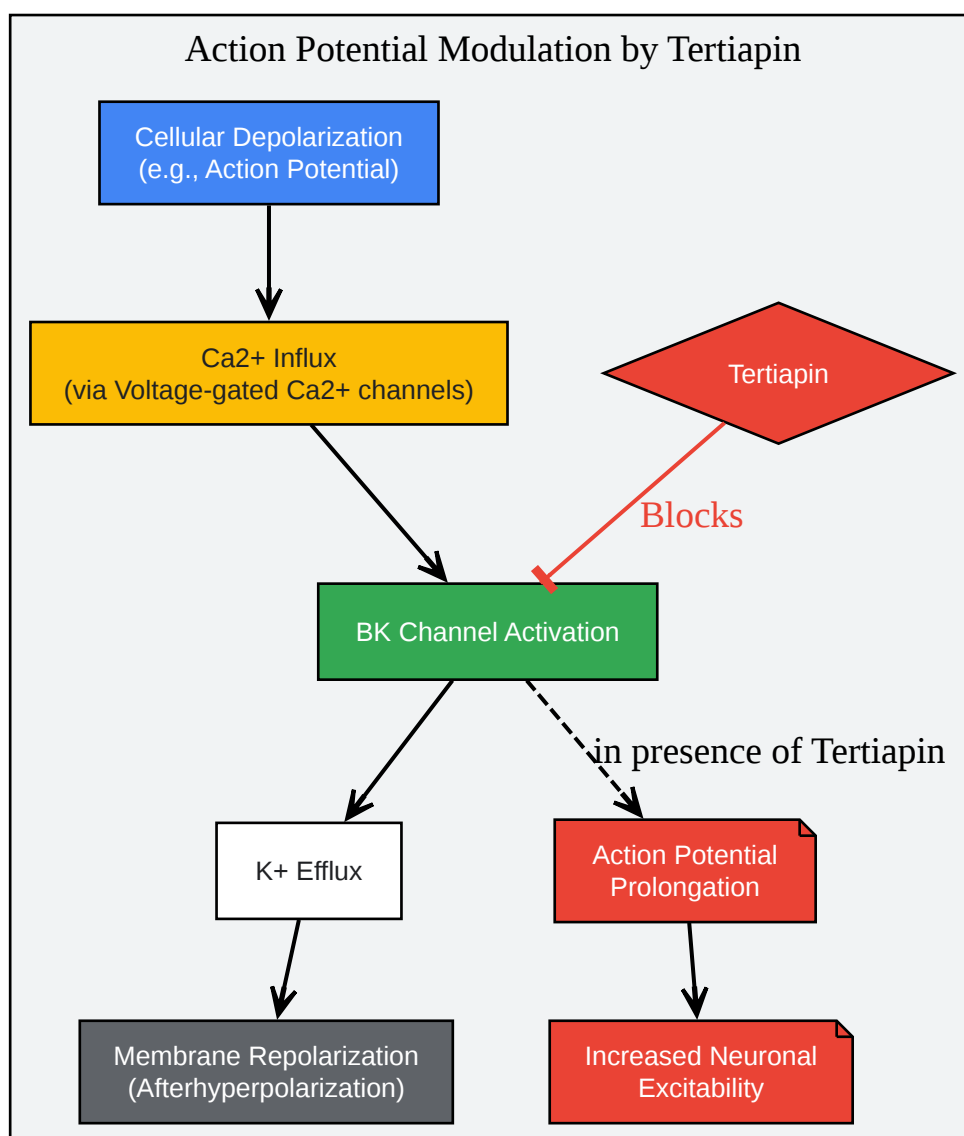 Action Potential Modulation by Tertiapin
Cellular Depolarization
(e.g., Action Potential)
Ca2+ Influx
(via Voltage-gated Ca2+ channels)
Tertiapin
Blocks
BK Channel Activation
in presence of Tertiapin
K+ Efflux
Action Potential
Prolongation
Membrane Repolarization
(Afterhyperpolarization)
Increased Neuronal
Excitability